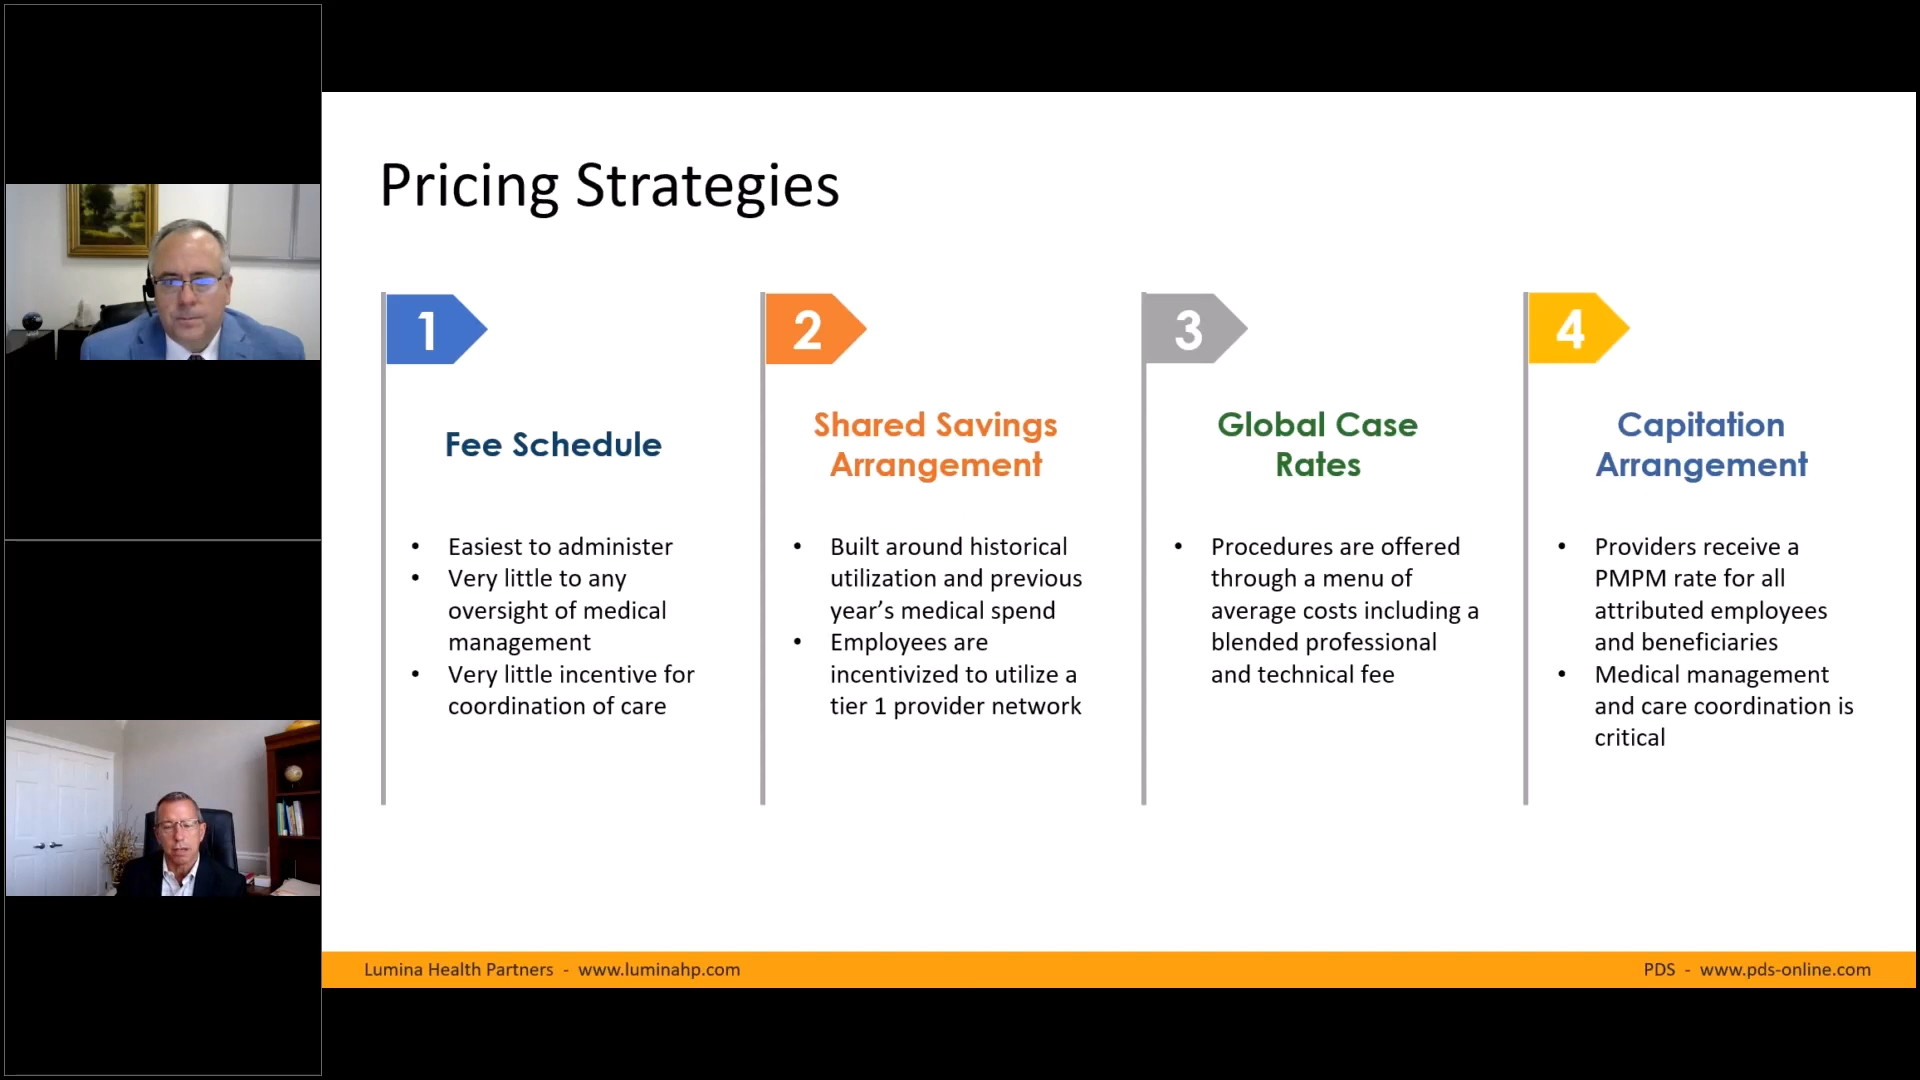 Pricing Strategies
1
Fee Schedule
• Easiest to administer
• Very little to any
oversight of medical
management
• Very little incentive for
coordination of care
2
Shared Savings
Arrangement
• Built around historical
utilization and previous
year’s medical spend
• Employees are
incentivized to utilize a
tier 1 provider network
3
Global Case
Rates
• Procedures are offered
through a menu of
average costs including a
blended professional
and technical fee
4
Capitation
Arrangement
• Providers receive a
PMPM rate for all
attributed employees
and beneficiaries
• Medical management
and care coordination is
critical
Lumina Health Partners - www.luminahp.com
PDS - www.pds-online.com